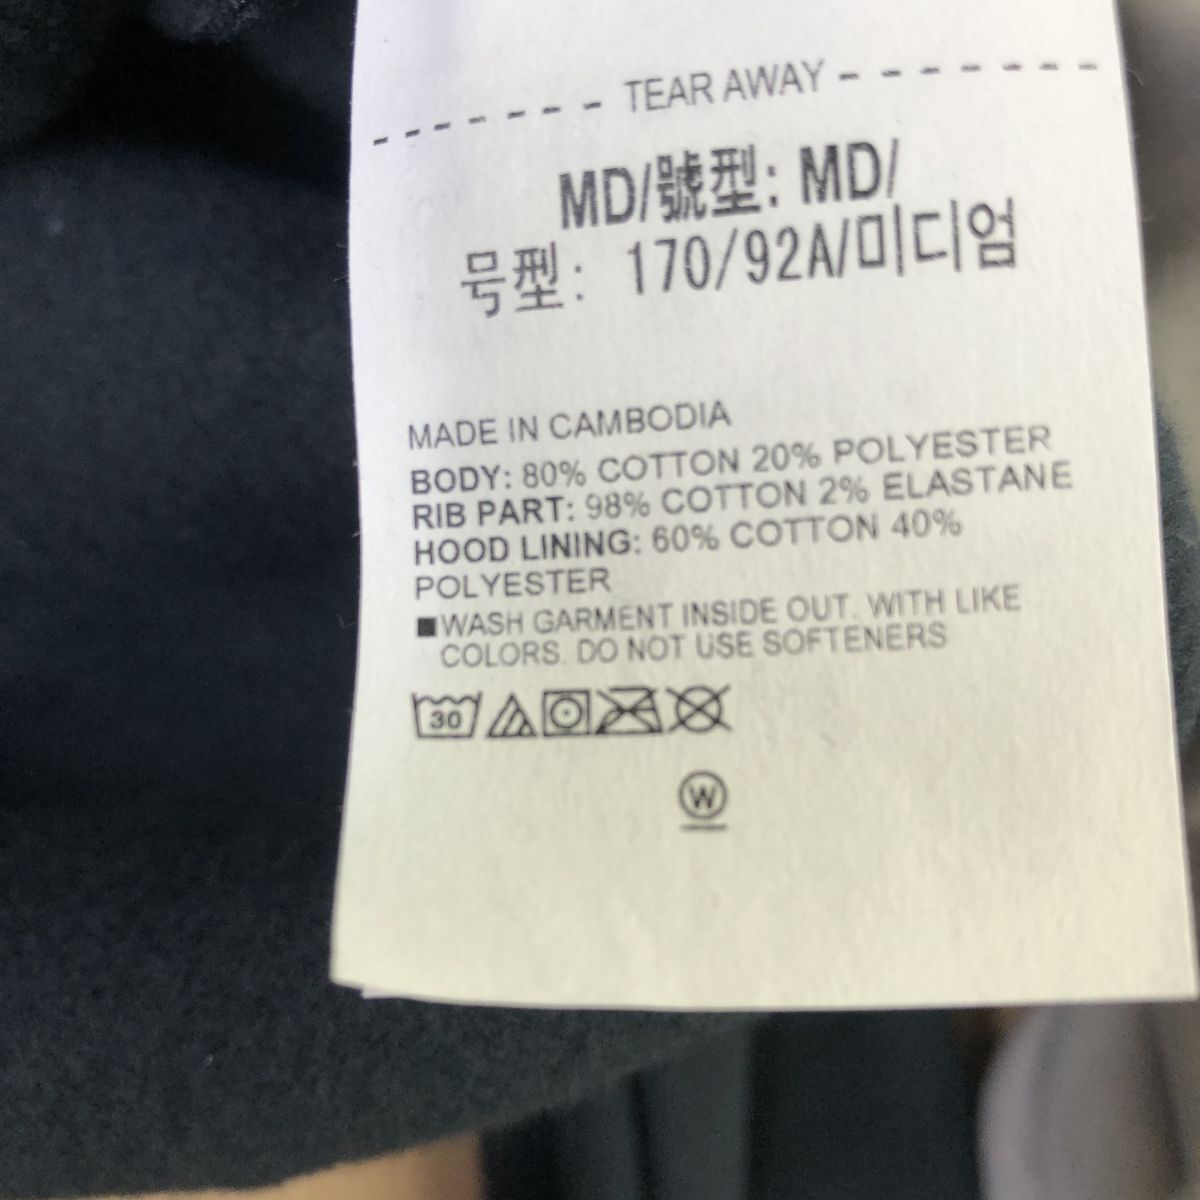 TEAR AWAY
MD/號型: MD/
号型: 170/92A/미디엄
MADE IN CAMBODIA
BODY: 80% COTTON 20% POLYESTER
RIB PART: 98% COTTON 2% ELASTANE
HOOD LINING: 60% COTTON 40%
POLYESTER
■WASH GARMENT INSIDE OUT. WITH LIKE
COLORS. DO NOT USE SOFTENERS
30
W